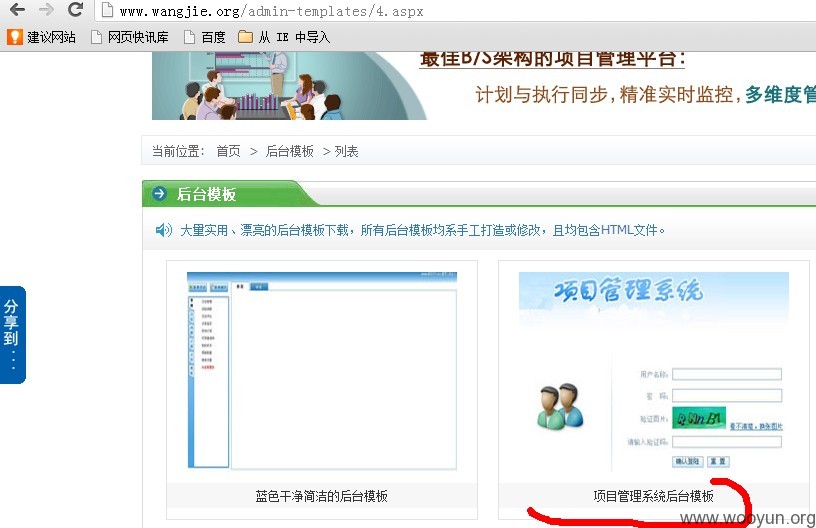 www.wangjie.org/admin-templates/4.aspx
建议网站 网页快讯库 百度 从 IE 中导入
最佳B/S架构的项目管理平台：
计划与执行同步,精准实时监控,多维度管
当前位置： 首页 > 后台模板 > 列表
后台模板
大量实用、漂亮的后台模板下载，所有后台模板均系手工打造或修改，且均包含HTML文件。
分享到：
项目管理系统
用户名称:
密 码:
验证图片:
看不清楚，换张图片
请输入验证码:
确认登陆 重 置
蓝色干净简洁的后台模板
项目管理系统后台模板
www.wooyun.org